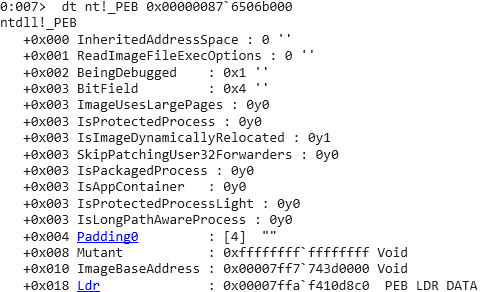 0:007>  dt nt!_PEB 0x00000087`6506b000
ntdll!_PEB
   +0x000 InheritedAddressSpace : 0 ''
   +0x001 ReadImageFileExecOptions : 0 ''
   +0x002 BeingDebugged    : 0x1 ''
   +0x003 BitField         : 0x4 ''
   +0x003 ImageUsesLargePages : 0y0
   +0x003 IsProtectedProcess : 0y0
   +0x003 IsImageDynamicallyRelocated : 0y1
   +0x003 SkipPatchingUser32Forwarders : 0y0
   +0x003 IsPackagedProcess : 0y0
   +0x003 IsAppContainer   : 0y0
   +0x003 IsProtectedProcessLight : 0y0
   +0x003 IsLongPathAwareProcess : 0y0
   +0x004 Padding0         : [4]  ""
   +0x008 Mutant           : 0xffffffff`ffffffff Void
   +0x010 ImageBaseAddress : 0x00007ff7`743d0000 Void
   +0x018 Ldr              : 0x00007ffa`f410d8c0 _PEB_LDR_DATA